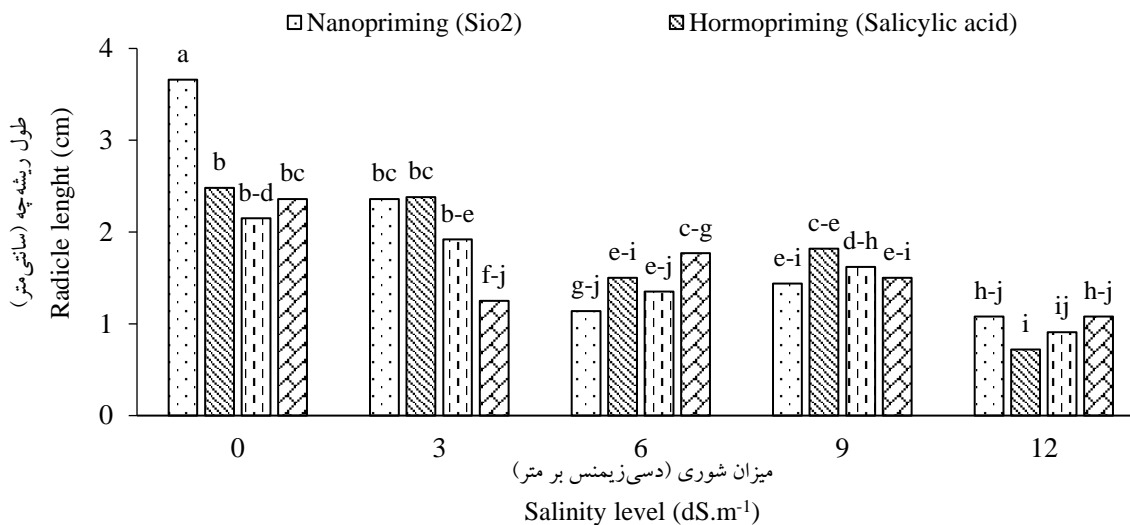 Nanopriming (Sio2) Hormopriming (Salicylic acid)
طول ریشه‌چه (سانتی‌متر)
Radicle lenght (cm)
4
3
2
1
0
a b b-d bc
bc bc b-e f-j
g-j e-i e-j c-g
e-i c-e d-h e-i
h-j i ij h-j
0 3 6 9 12
میزان شوری (دسی‌زیمنس بر متر)
Salinity level (dS.m-1)